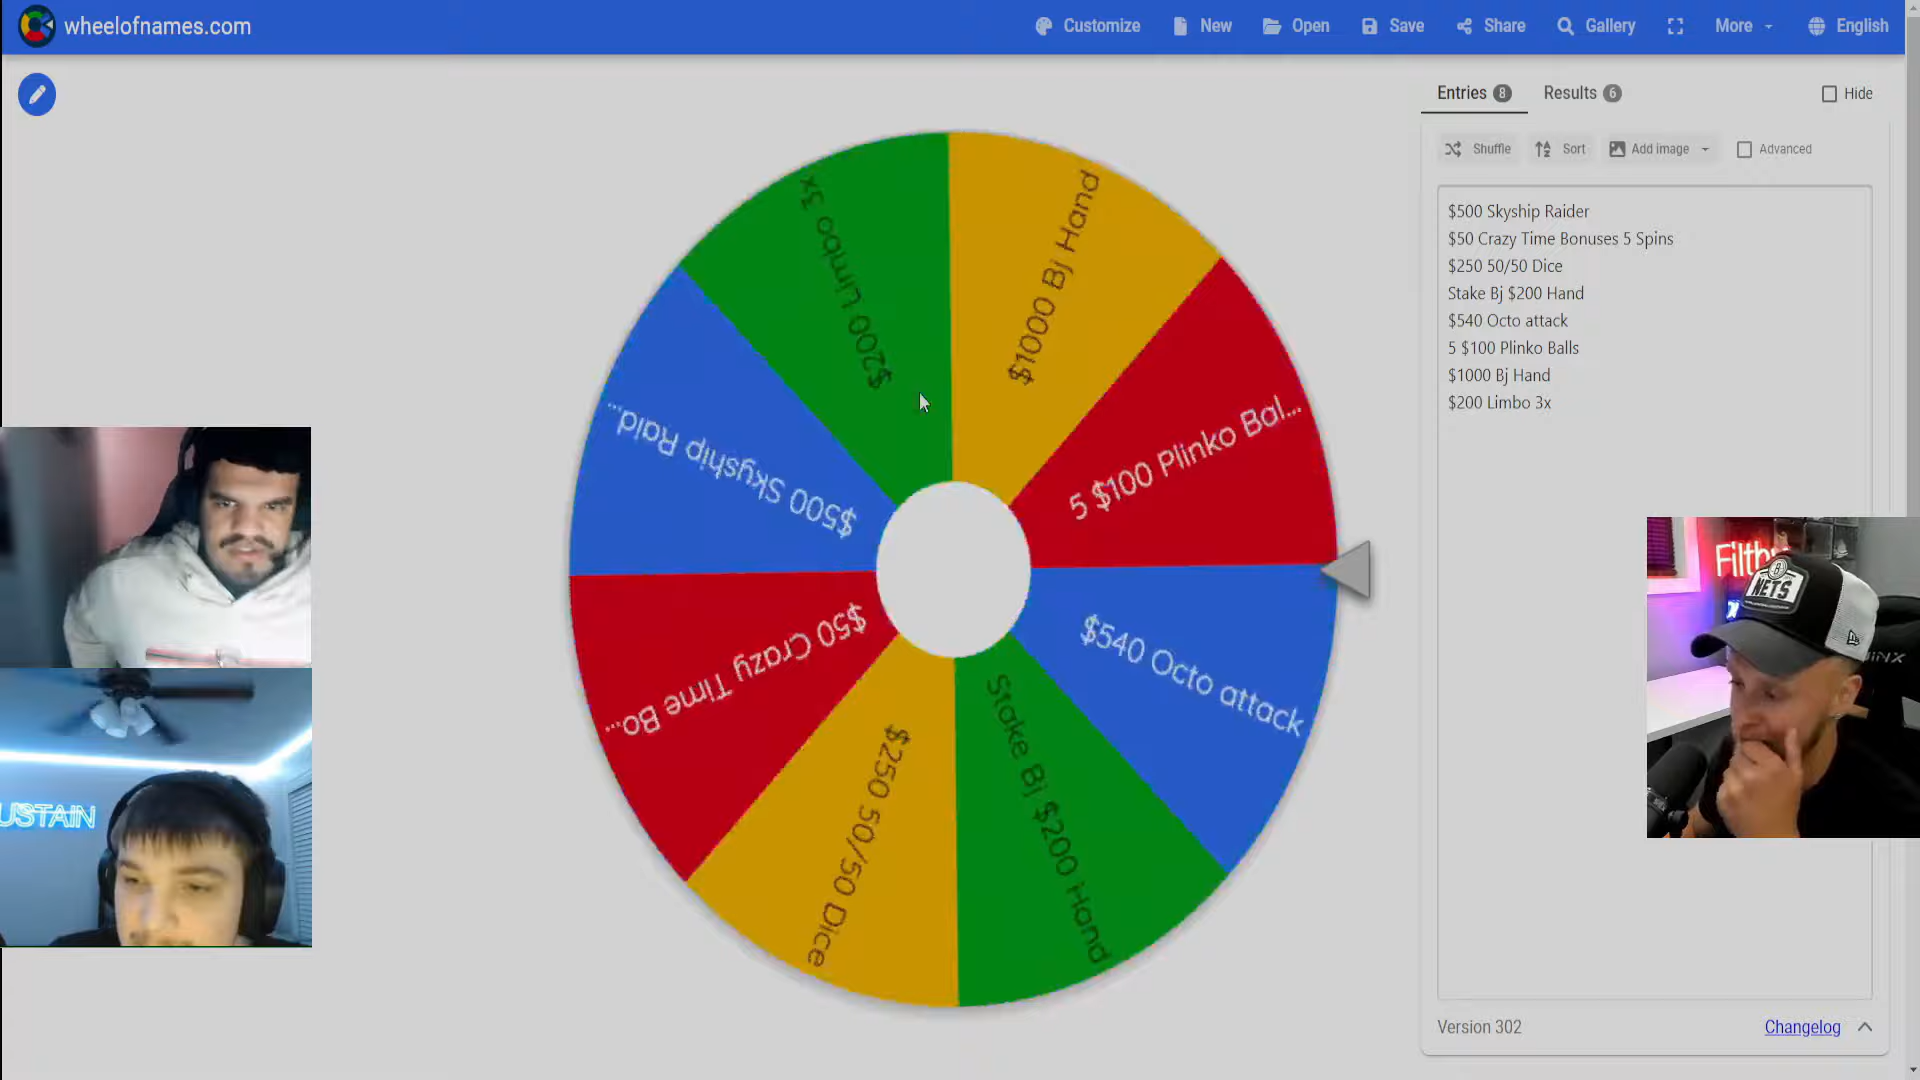 wheelofnames.com
Customize
New
Open
Save
Share
Gallery
More
English
Entries 8
Results 6
Hide
Shuffle
Sort
Add image
Advanced
$500 Skyship Raider
$50 Crazy Time Bonuses 5 Spins
$250 50/50 Dice
Stake Bj $200 Hand
$540 Octo attack
5 $100 Plinko Balls
$1000 Bj Hand
$200 Limbo 3x
$200 Limbo 3x
$1000 Bj Hand
5 $100 Plinko Bal...
$540 Octo attack
Stake Bj $200 Hand
$250 50/50 Dice
$50 Crazy Time Bo...
$500 Skyship Raid...
USTAIN
Filthy
NETS
Version 302
Changelog